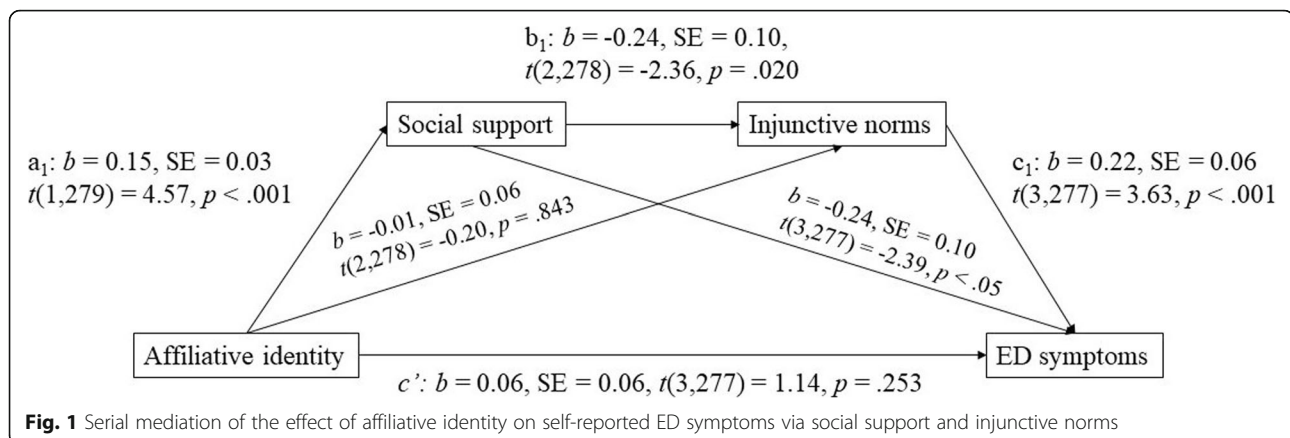 b₁: b = -0.24, SE = 0.10,
t(2,278) = -2.36, p = .020
Social support
Injunctive norms
a₁: b = 0.15, SE = 0.03
t(1,279) = 4.57, p < .001
c₁: b = 0.22, SE = 0.06
t(3,277) = 3.63, p < .001
b = -0.01, SE = 0.06
t(2,278) = -0.20, p = .843
b = -0.24, SE = 0.10
t(3,277) = -2.39, p < .05
Affiliative identity
ED symptoms
c’: b = 0.06, SE = 0.06, t(3,277) = 1.14, p = .253
Fig. 1 Serial mediation of the effect of affiliative identity on self-reported ED symptoms via social support and injunctive norms